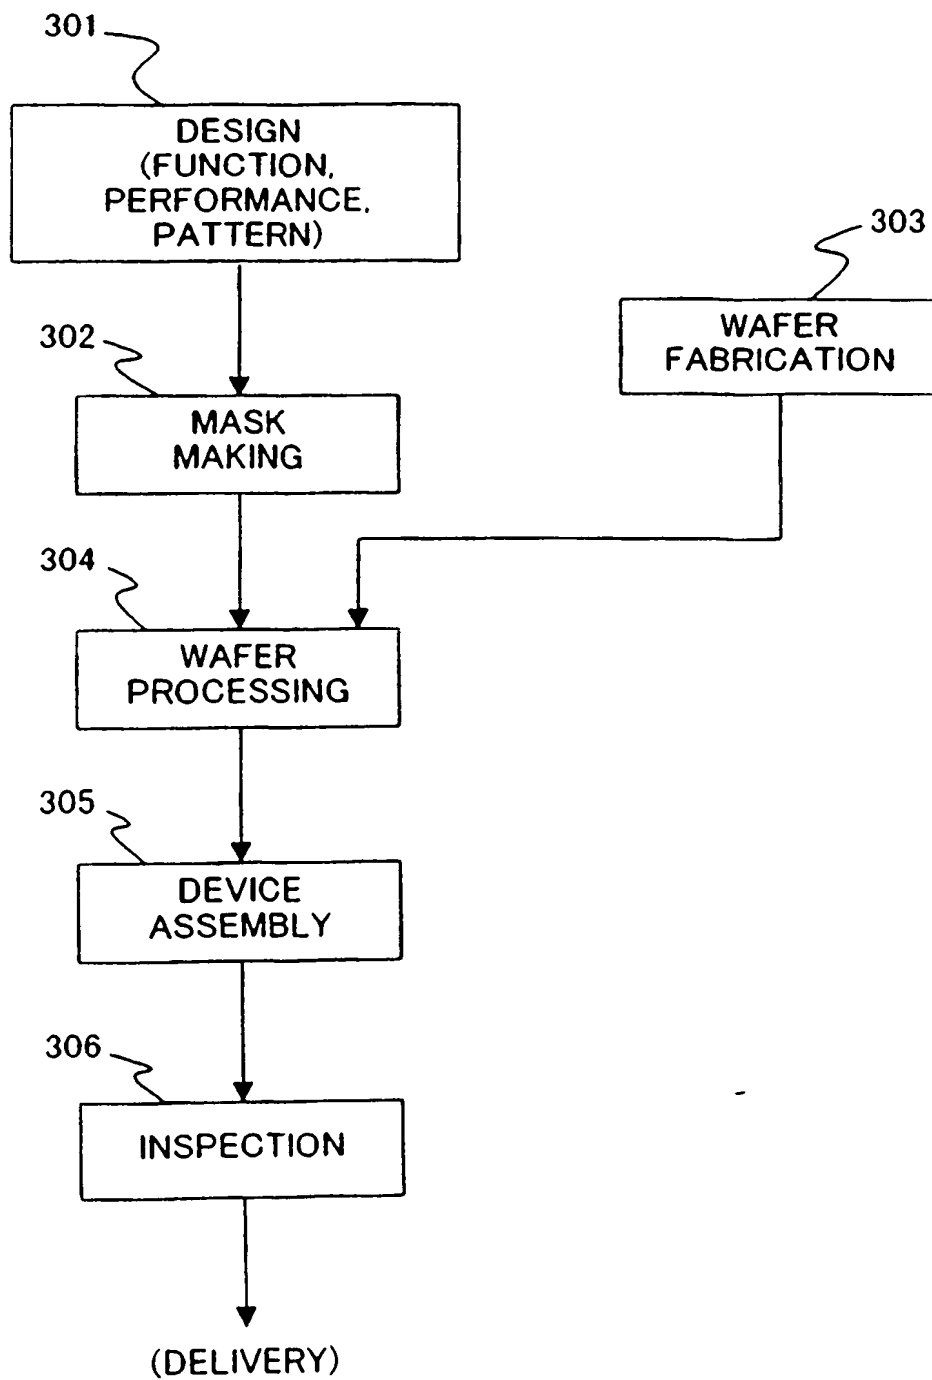 301
DESIGN
(FUNCTION,
PERFORMANCE,
PATTERN)
303
WAFER
FABRICATION
302
MASK
MAKING
304
WAFER
PROCESSING
305
DEVICE
ASSEMBLY
306
INSPECTION
(DELIVERY)